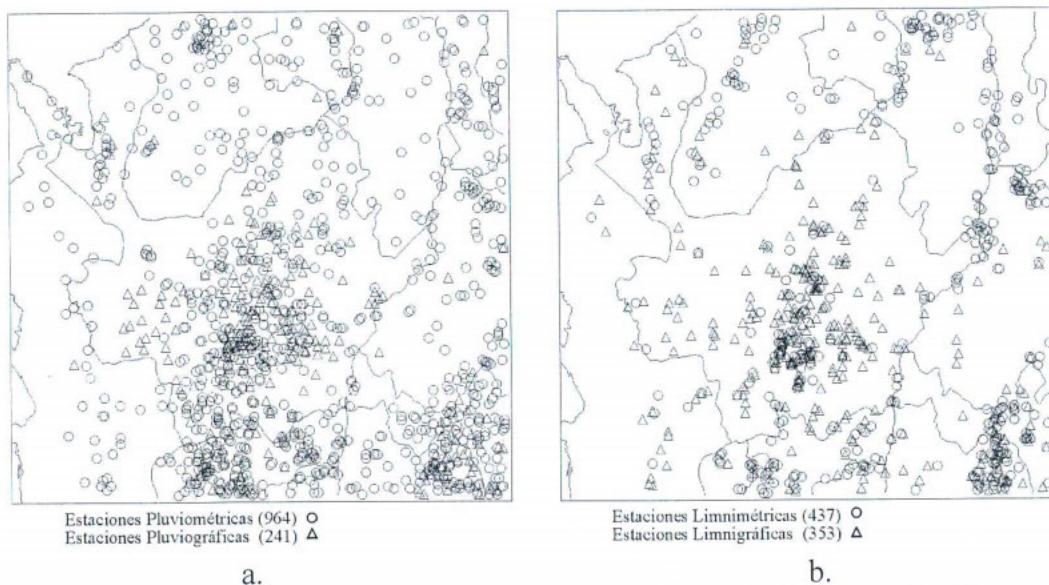 Estaciones Pluviométricas (964) O
Estaciones Pluviográficas (241) Δ
a.
Estaciones Limnimétricas (437) O
Estaciones Limnigráficas (353) Δ
b.